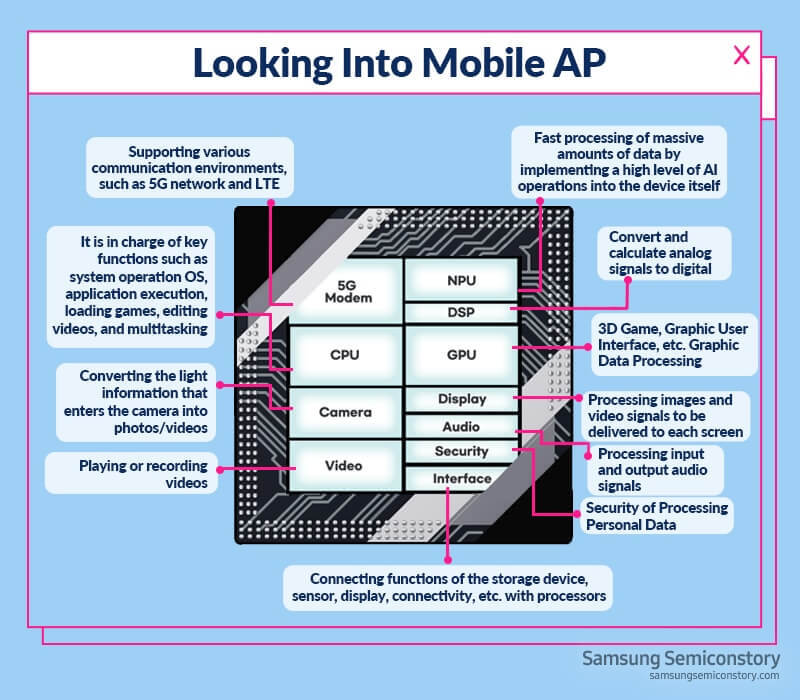 Looking Into Mobile AP
X
Supporting various
communication environments,
such as 5G network and LTE
Fast processing of massive
amounts of data by
implementing a high level of AI
operations into the device itself
It is in charge of key
functions such as
system operation OS,
application execution,
loading games, editing
videos, and multitasking
Convert and
calculate analog
signals to digital
3D Game, Graphic User
Interface, etc. Graphic
Data Processing
Converting the light
information that
enters the camera into
photos/videos
Processing images and
video signals to be
delivered to each screen
Playing or recording
videos
Processing input
and output audio
signals
Security of Processing
Personal Data
5G
Modem
NPU
DSP
CPU
GPU
Camera
Display
Audio
Video
Security
Interface
Connecting functions of the storage device,
sensor, display, connectivity, etc. with processors
Samsung Semiconstory
samsungsemiconstory.com